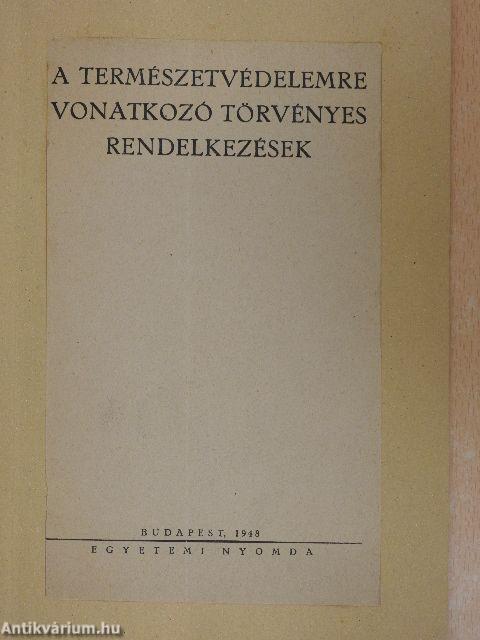 A TERMÉSZETVÉDELEMRE
VONATKOZÓ TÖRVÉNYES
RENDELKEZÉSEK
BUDAPEST, 1948
EGYETEMI NYOMDA
Antikvárium.hu